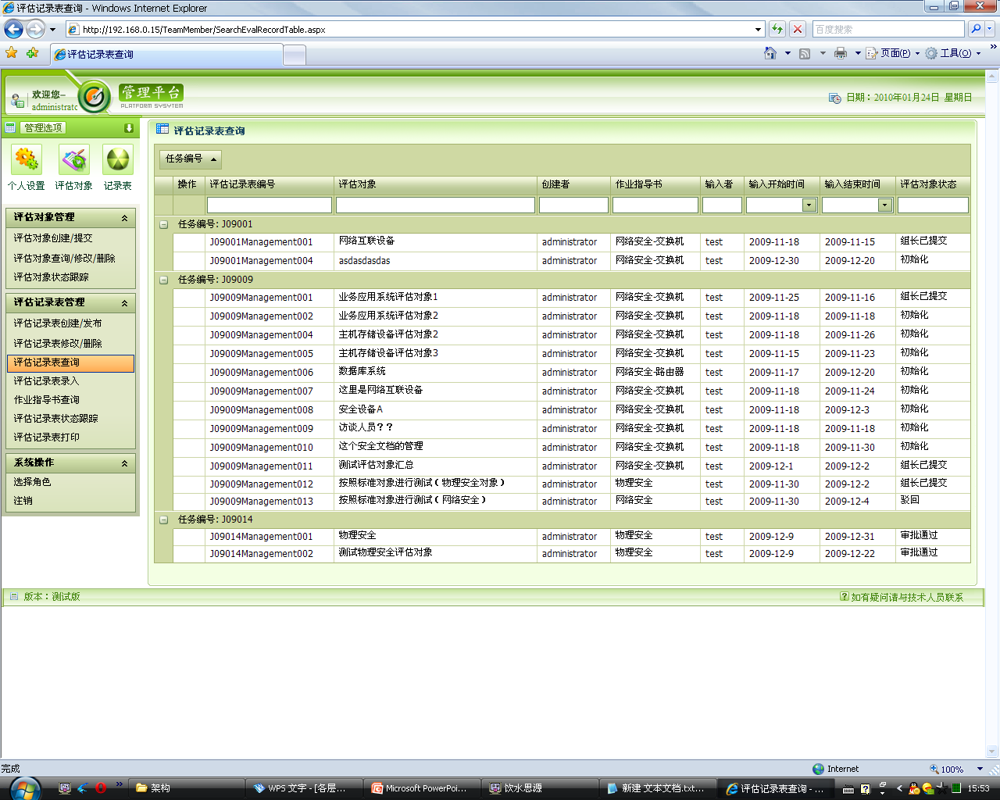 评估记录表查询 - Windows Internet Explorer
http://192.168.0.15/TeamMember/SearchEvalRecordTable.aspx
百度搜索
评估记录表查询
页面(P)
工具(O)
欢迎您-
administratc
管理平台
PLATFORM SYSYTEM
日期：2010年01月24日 星期日
管理选项
个人设置 评估对象 记录表
评估对象管理
评估对象创建/提交
评估对象查询/修改/删除
评估对象状态跟踪
评估记录表管理
评估记录表创建/发布
评估记录表修改/删除
评估记录表查询
评估记录表录入
作业指导书查询
评估记录表状态跟踪
评估记录表打印
系统操作
选择角色
注销
评估记录表查询
任务编号
操作 评估记录表编号 评估对象 创建者 作业指导书 输入者 输入开始时间 输入结束时间 评估对象状态
任务编号: J09001
J09001Management001 网络互联设备 administrator 网络安全-交换机 test 2009-11-18 2009-11-15 组长已提交
J09001Management004 asdasdasdas administrator 网络安全-交换机 test 2009-12-30 2009-12-20 初始化
任务编号: J09009
J09009Management001 业务应用系统评估对象1 administrator 网络安全-交换机 test 2009-11-25 2009-11-16 组长已提交
J09009Management002 业务应用系统评估对象2 administrator 网络安全-交换机 test 2009-11-18 2009-11-18 初始化
J09009Management004 主机存储设备评估对象2 administrator 网络安全-交换机 test 2009-11-18 2009-11-26 初始化
J09009Management005 主机存储设备评估对象3 administrator 网络安全-交换机 test 2009-11-15 2009-11-23 初始化
J09009Management006 数据库系统 administrator 网络安全-路由器 test 2009-11-17 2009-12-20 初始化
J09009Management007 这里是网络互联设备 administrator 网络安全-交换机 test 2009-11-18 2009-11-24 初始化
J09009Management008 安全设备A administrator 网络安全-交换机 test 2009-11-18 2009-12-3 初始化
J09009Management009 访谈人员？？ administrator 网络安全-交换机 test 2009-11-18 2009-11-18 初始化
J09009Management010 这个安全文档的管理 administrator 网络安全-交换机 test 2009-11-18 2009-11-30 初始化
J09009Management011 测试评估对象汇总 administrator 网络安全-交换机 test 2009-12-1 2009-12-2 组长已提交
J09009Management012 按照标准对象进行测试（物理安全对象） administrator 物理安全 test 2009-11-30 2009-12-2 组长已提交
J09009Management013 按照标准对象进行测试（网络安全） administrator 网络安全 test 2009-11-30 2009-12-4 驳回
任务编号: J09014
J09014Management001 物理安全 administrator 物理安全 test 2009-12-9 2009-12-31 审批通过
J09014Management002 测试物理安全评估对象 administrator 物理安全 test 2009-12-9 2009-12-22 审批通过
版本：测试版
如有疑问请与技术人员联系
完成
Internet
100%
架构
WPS 文字 - [各层...
Microsoft PowerPoi...
饮水思源
新建 文本文档.txt...
评估记录表查询 - ...
15:53